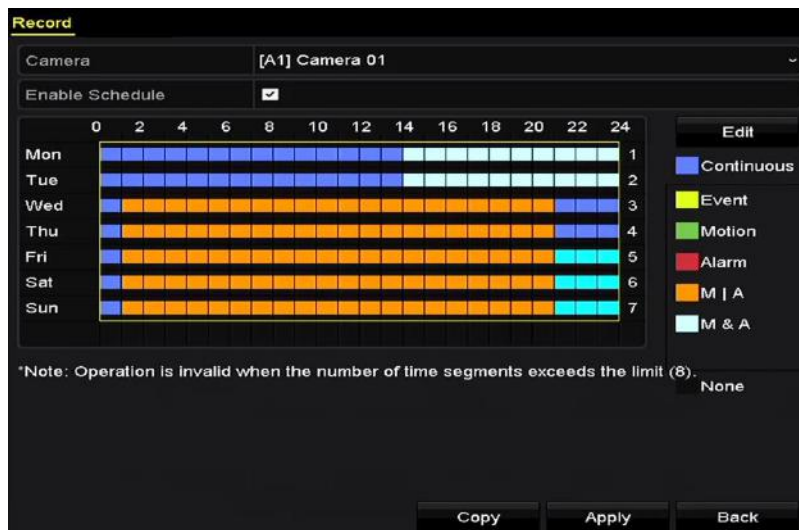 Record
Camera [A1] Camera 01
Enable Schedule
0 2 4 6 8 10 12 14 16 18 20 22 24
Edit
Mon 1
Continuous
Tue 2
Wed 3
Event
Thu 4
Motion
Fri 5
Alarm
Sat 6
M | A
Sun 7
M & A
*Note: Operation is invalid when the number of time segments exceeds the limit (8).
None
Copy Apply Back